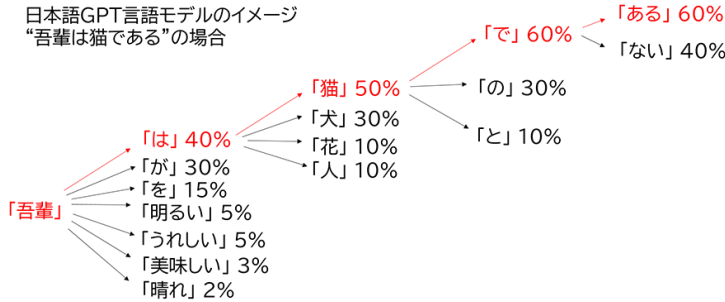 日本語GPT言語モデルのイメージ
“吾輩は猫である”の場合
「吾輩」
「は」 40%
「が」 30%
「を」 15%
「明るい」 5%
「うれしい」 5%
「美味しい」 3%
「晴れ」 2%
「猫」 50%
「犬」 30%
「花」 10%
「人」 10%
「で」 60%
「の」 30%
「と」 10%
「ある」 60%
「ない」 40%